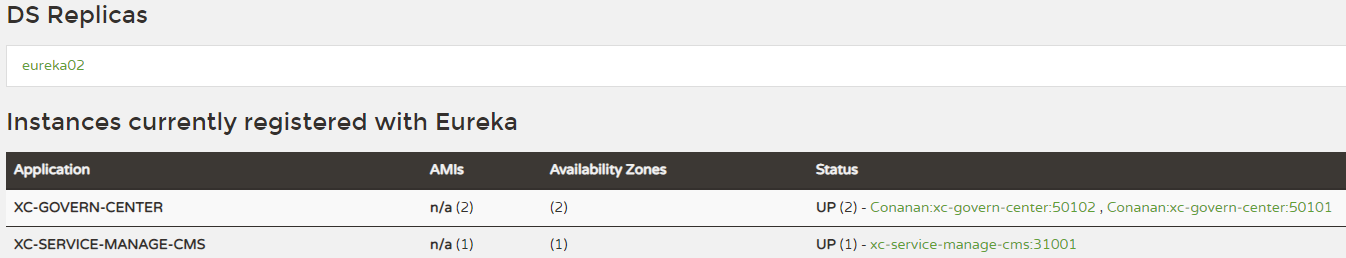 DS Replicas
eureka02
Instances currently registered with Eureka
Application AMIs Availability Zones Status
XC-GOVERN-CENTER n/a (2) (2) UP (2) - Conanan:xc-govern-center:50102 , Conanan:xc-govern-center:50101
XC-SERVICE-MANAGE-CMS n/a (1) (1) UP (1) - xc-service-manage-cms:31001